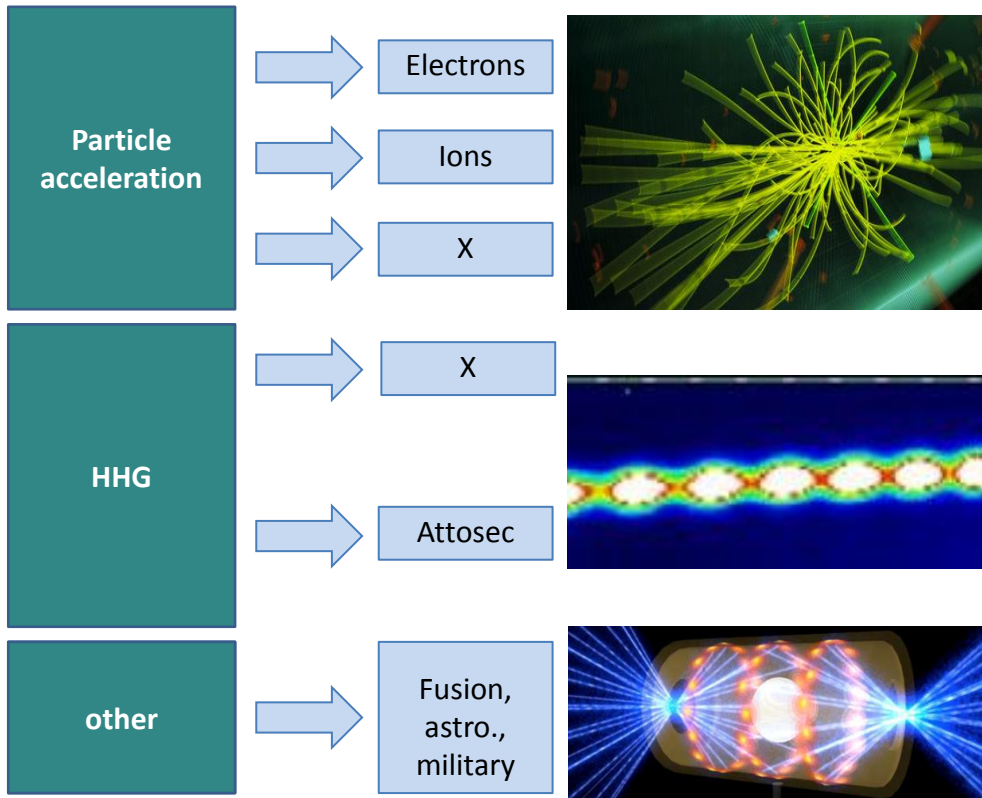 Particle
acceleration
Electrons
Ions
X
HHG
X
Attosec
other
Fusion,
astro.,
military